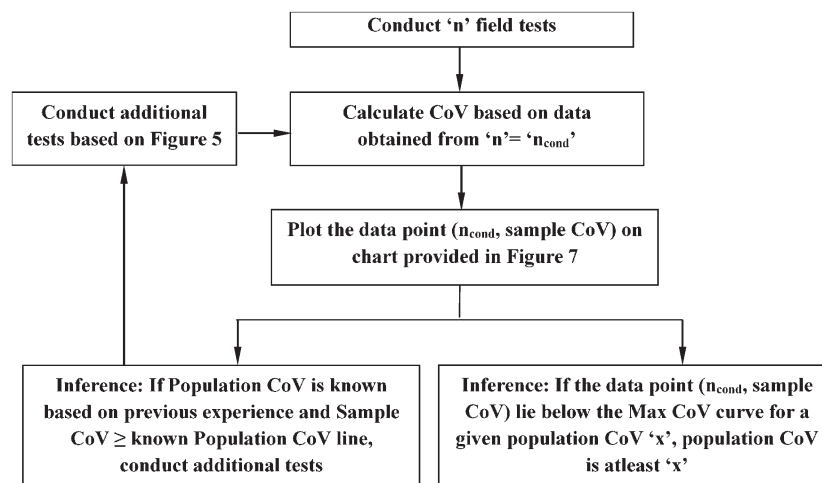 Conduct ‘n’ field tests
Conduct additional
tests based on Figure 5
Calculate CoV based on data
obtained from ‘n’= ‘ncond’
Plot the data point (ncond, sample CoV) on
chart provided in Figure 7
Inference: If Population CoV is known
based on previous experience and Sample
CoV ≥ known Population CoV line,
conduct additional tests
Inference: If the data point (ncond, sample
CoV) lie below the Max CoV curve for a
given population CoV ‘x’, population CoV
is atleast ‘x’